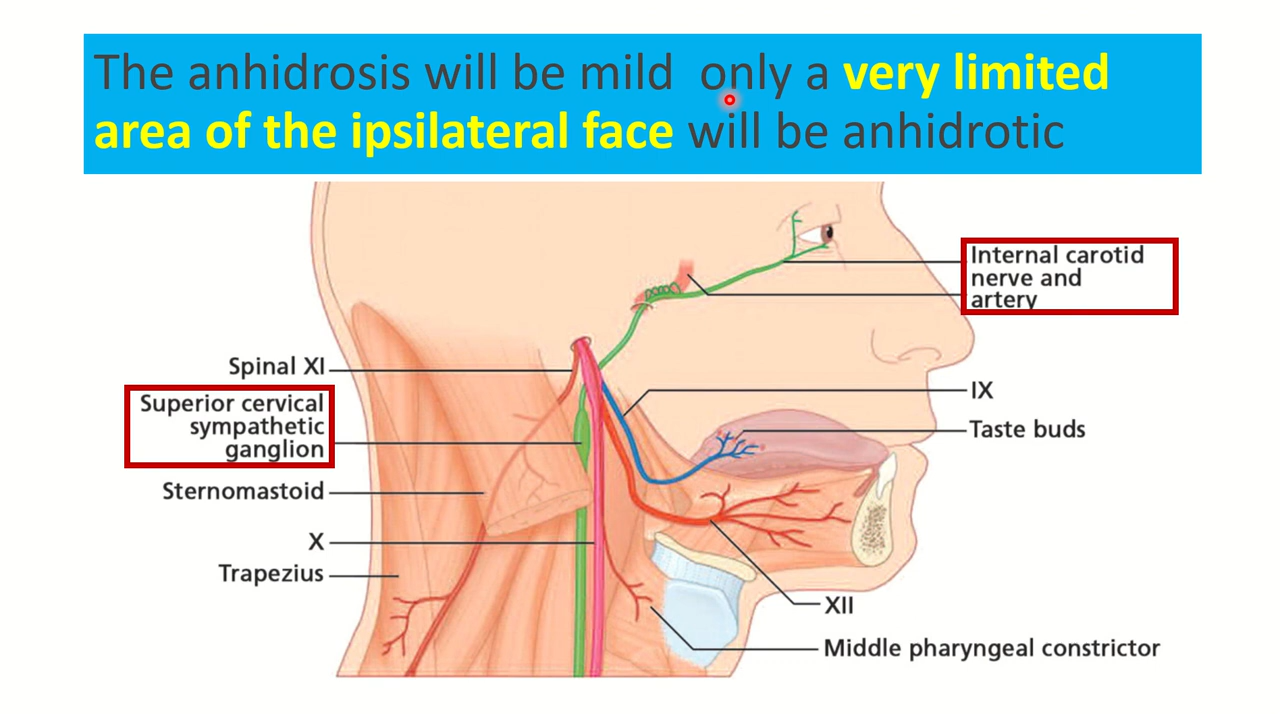 The anhidrosis will be mild  only a very limited
area of the ipsilateral face will be anhidrotic
Internal carotid
nerve and
artery
Spinal XI
Superior cervical
sympathetic
ganglion
IX
Taste buds
Sternomastoid
X
Trapezius
XII
Middle pharyngeal constrictor